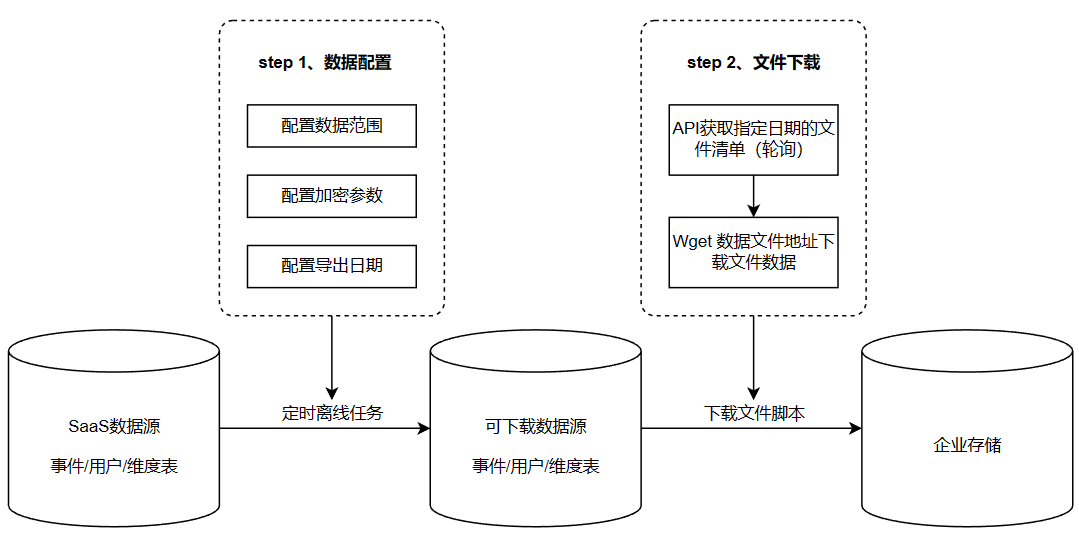 step 1、数据配置
配置数据范围
配置加密参数
配置导出日期
step 2、文件下载
API获取指定日期的文
件清单（轮询）
Wget 数据文件地址下
载文件数据
SaaS数据源
事件/用户/维度表
定时离线任务
可下载数据源
事件/用户/维度表
下载文件脚本
企业存储